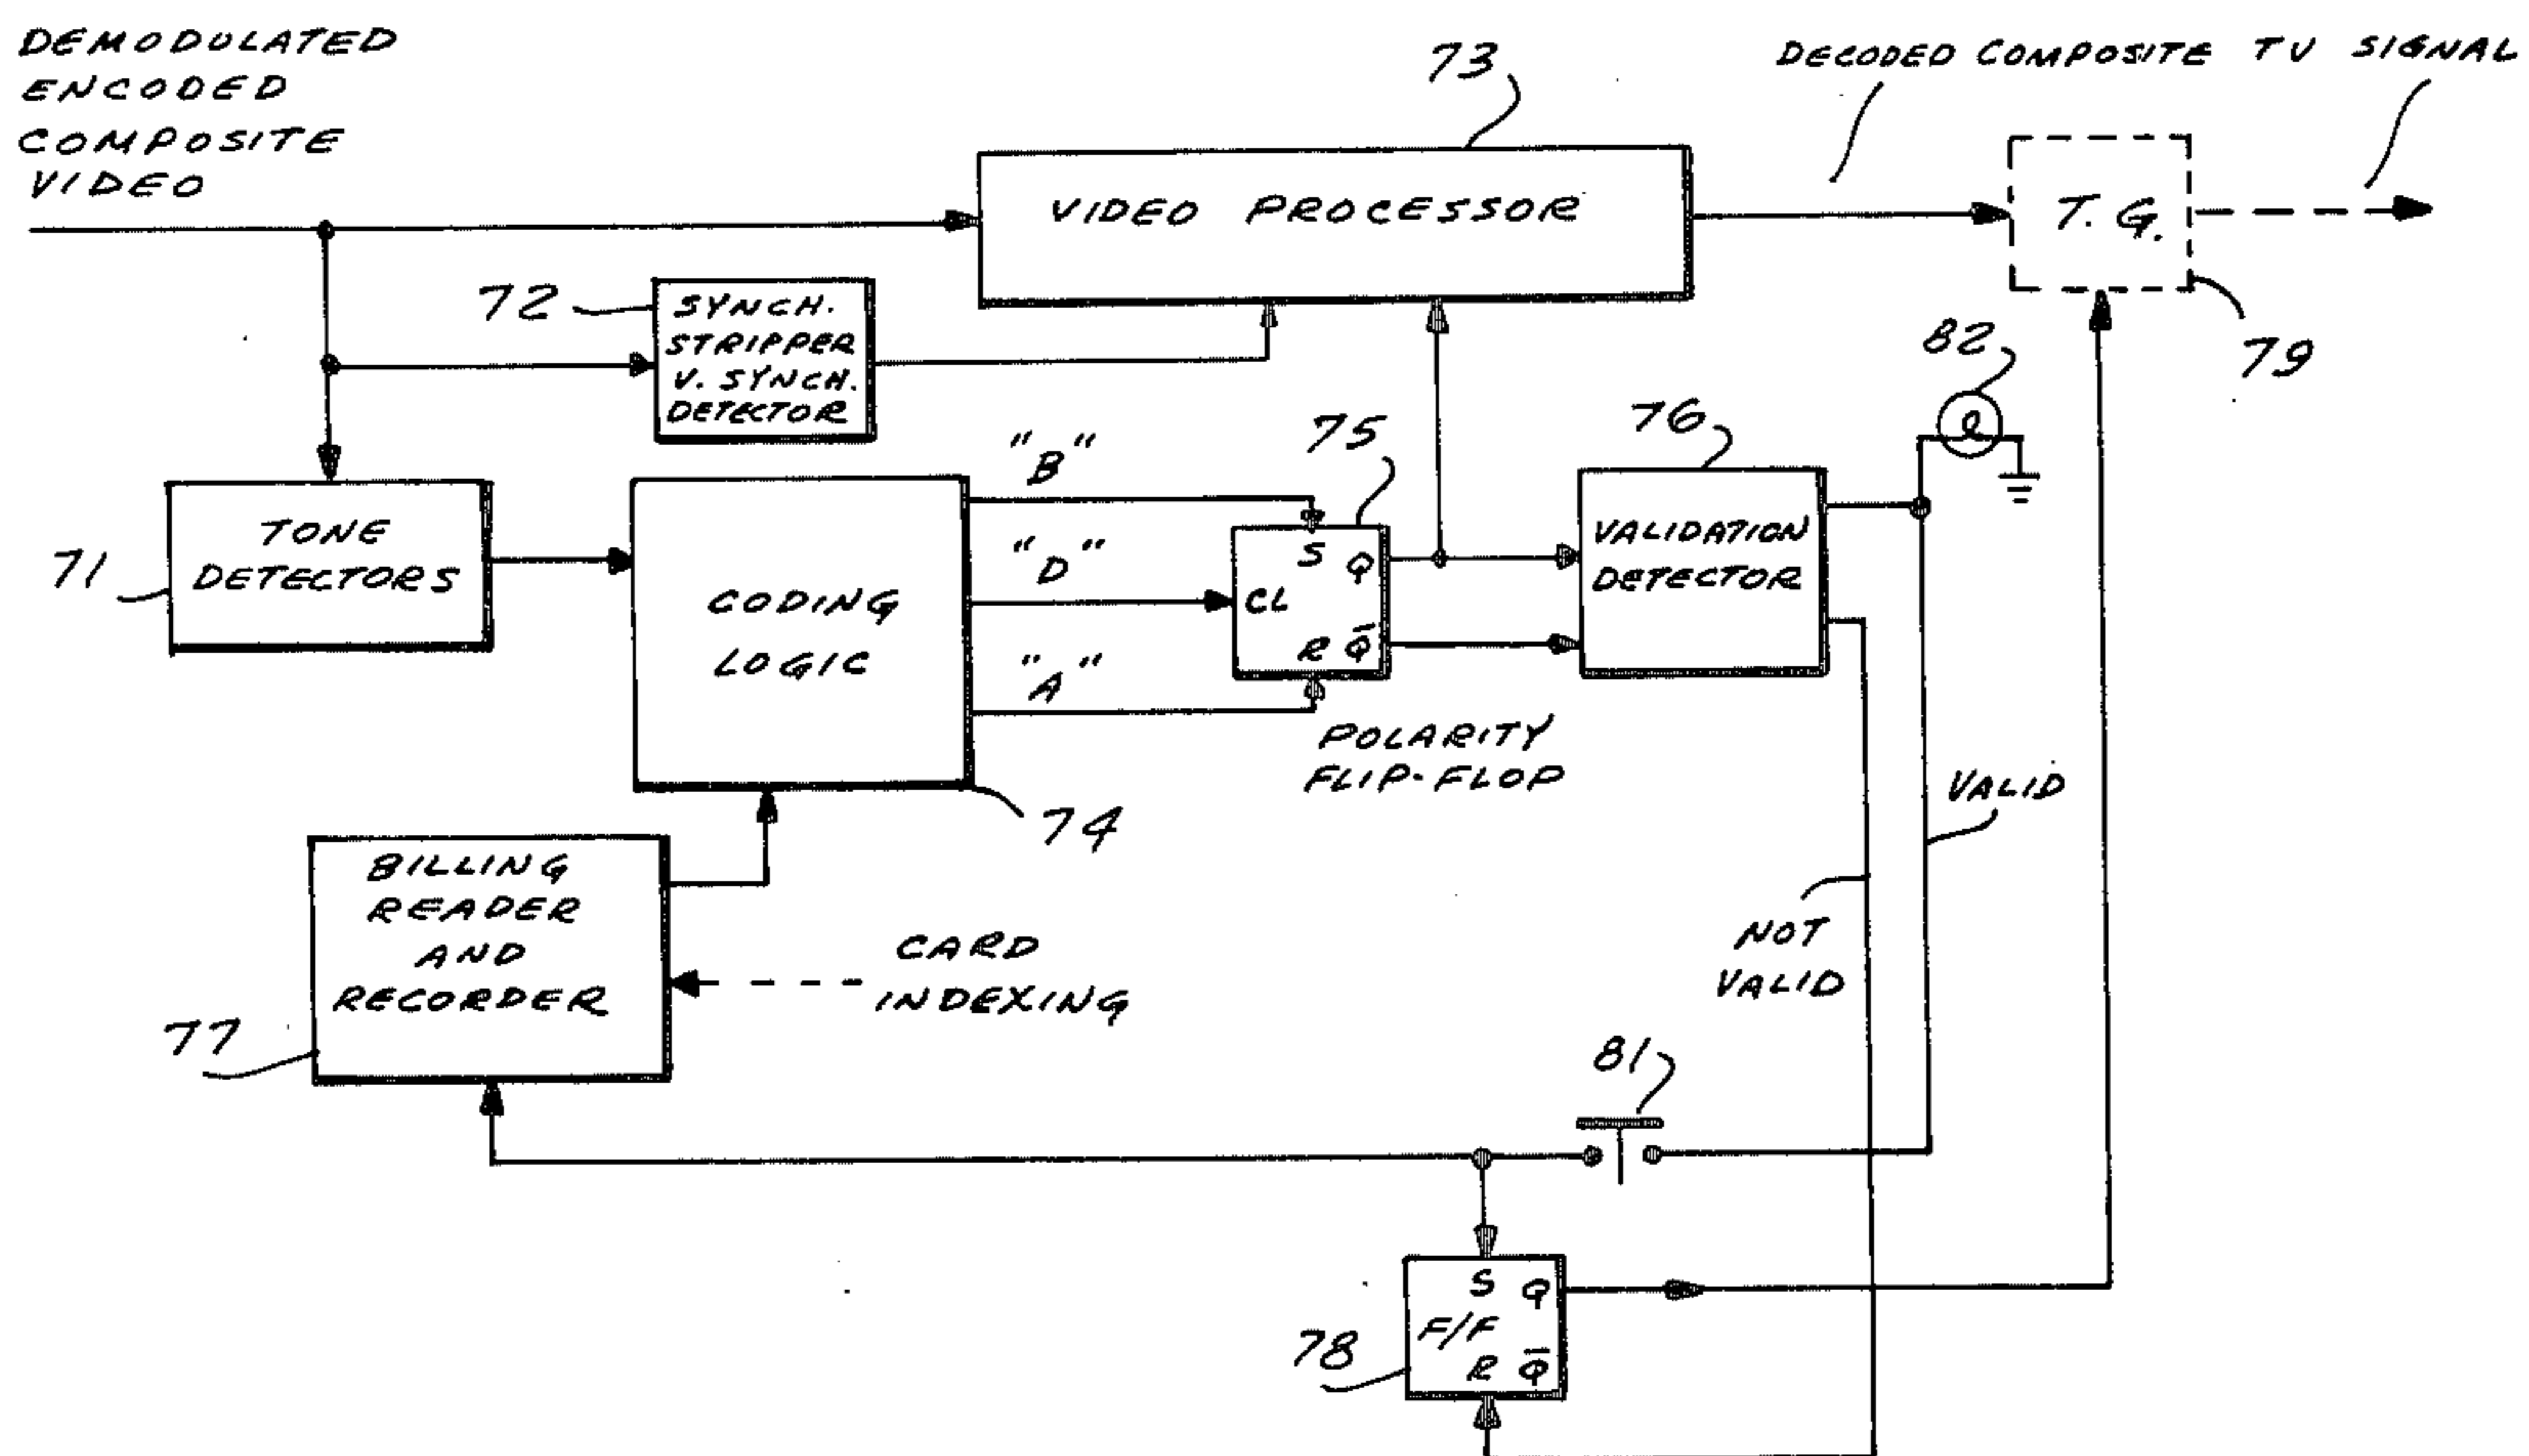 DEMODULATED
ENCODED
COMPOSITE
VIDEO
73
DECODED COMPOSITE TV SIGNAL
VIDEO PROCESSOR
T. G.
79
72
SYNCH.
STRIPPER
V. SYNCH.
DETECTOR
82
71
TONE
DETECTORS
CODING
LOGIC
74
"B"
"D"
"A"
75
S Q
CL
R Q̅
POLARITY
FLIP-FLOP
76
VALIDATION
DETECTOR
VALID
NOT
VALID
77
BILLING
READER
AND
RECORDER
CARD
INDEXING
81
78
S Q
F/F
R Q̅